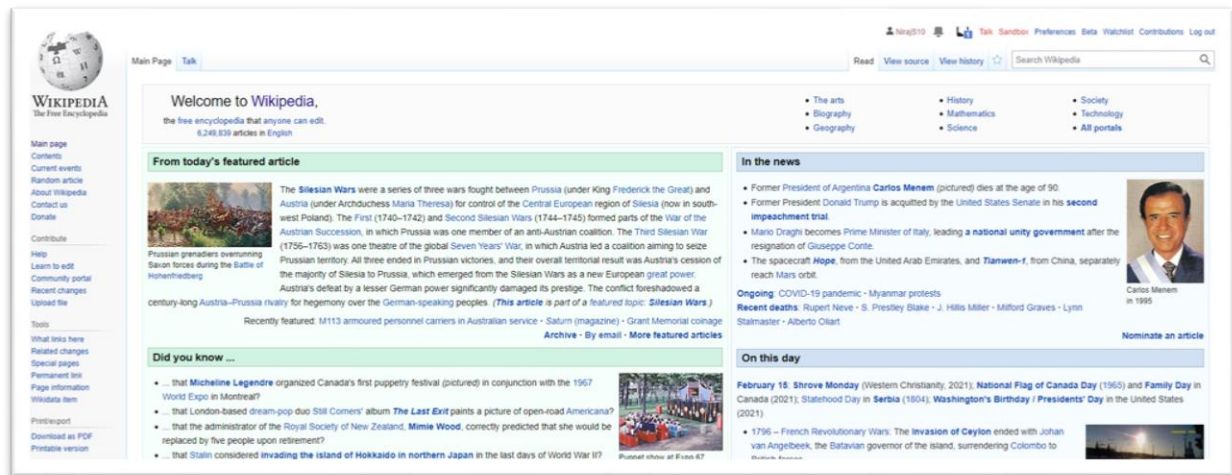 NirajS10 Talk Sandbox Preferences Beta Watchlist Contributions Log out
Main Page Talk
Read View source View history Search Wikipedia
WIKIPEDIA
The Free Encyclopedia
Main page
Contents
Current events
Random article
About Wikipedia
Contact us
Donate
Contribute
Help
Learn to edit
Community portal
Recent changes
Upload file
Tools
What links here
Related changes
Special pages
Permanent link
Page information
Wikidata item
Print/export
Download as PDF
Printable version
Welcome to Wikipedia,
the free encyclopedia that anyone can edit.
6,249,839 articles in English
• The arts
• Biography
• Geography
• History
• Mathematics
• Science
• Society
• Technology
• All portals
From today's featured article
Prussian grenadiers overrunning
Saxon forces during the Battle of
Hohenfriedberg
The Silesian Wars were a series of three wars fought between Prussia (under King Frederick the Great) and
Austria (under Archduchess Maria Theresa) for control of the Central European region of Silesia (now in south-
west Poland). The First (1740–1742) and Second Silesian Wars (1744–1745) formed parts of the War of the
Austrian Succession, in which Prussia was one member of an anti-Austrian coalition. The Third Silesian War
(1756–1763) was one theatre of the global Seven Years' War, in which Austria led a coalition aiming to seize
Prussian territory. All three ended in Prussian victories, and their overall territorial result was Austria's cession of
the majority of Silesia to Prussia, which emerged from the Silesian Wars as a new European great power.
Austria's defeat by a lesser German power significantly damaged its prestige. The conflict foreshadowed a
century-long Austria–Prussia rivalry for hegemony over the German-speaking peoples. (This article is part of a featured topic: Silesian Wars.)
Recently featured: M113 armoured personnel carriers in Australian service · Saturn (magazine) · Grant Memorial coinage
Archive · By email · More featured articles
Did you know ...
• ... that Micheline Legendre organized Canada's first puppetry festival (pictured) in conjunction with the 1967
World Expo in Montreal?
• ... that London-based dream-pop duo Still Corners' album The Last Exit paints a picture of open-road Americana?
• ... that the administrator of the Royal Society of New Zealand, Mimie Wood, correctly predicted that she would be
replaced by five people upon retirement?
• ... that Stalin considered invading the island of Hokkaido in northern Japan in the last days of World War II?
Puppet show at Expo 67
In the news
• Former President of Argentina Carlos Menem (pictured) dies at the age of 90.
• Former President Donald Trump is acquitted by the United States Senate in his second
impeachment trial.
• Mario Draghi becomes Prime Minister of Italy, leading a national unity government after the
resignation of Giuseppe Conte.
• The spacecraft Hope, from the United Arab Emirates, and Tianwen-1, from China, separately
reach Mars orbit.
Carlos Menem
in 1995
Ongoing: COVID-19 pandemic · Myanmar protests
Recent deaths: Rupert Neve · S. Prestley Blake · J. Hillis Miller · Milford Graves · Lynn
Stalmaster · Alberto Oliart
Nominate an article
On this day
February 15: Shrove Monday (Western Christianity, 2021); National Flag of Canada Day (1965) and Family Day in
Canada (2021); Statehood Day in Serbia (1804); Washington's Birthday / Presidents' Day in the United States
(2021)
• 1796 – French Revolutionary Wars: The Invasion of Ceylon ended with Johan
van Angelbeek, the Batavian governor of the island, surrendering Colombo to
British forces.